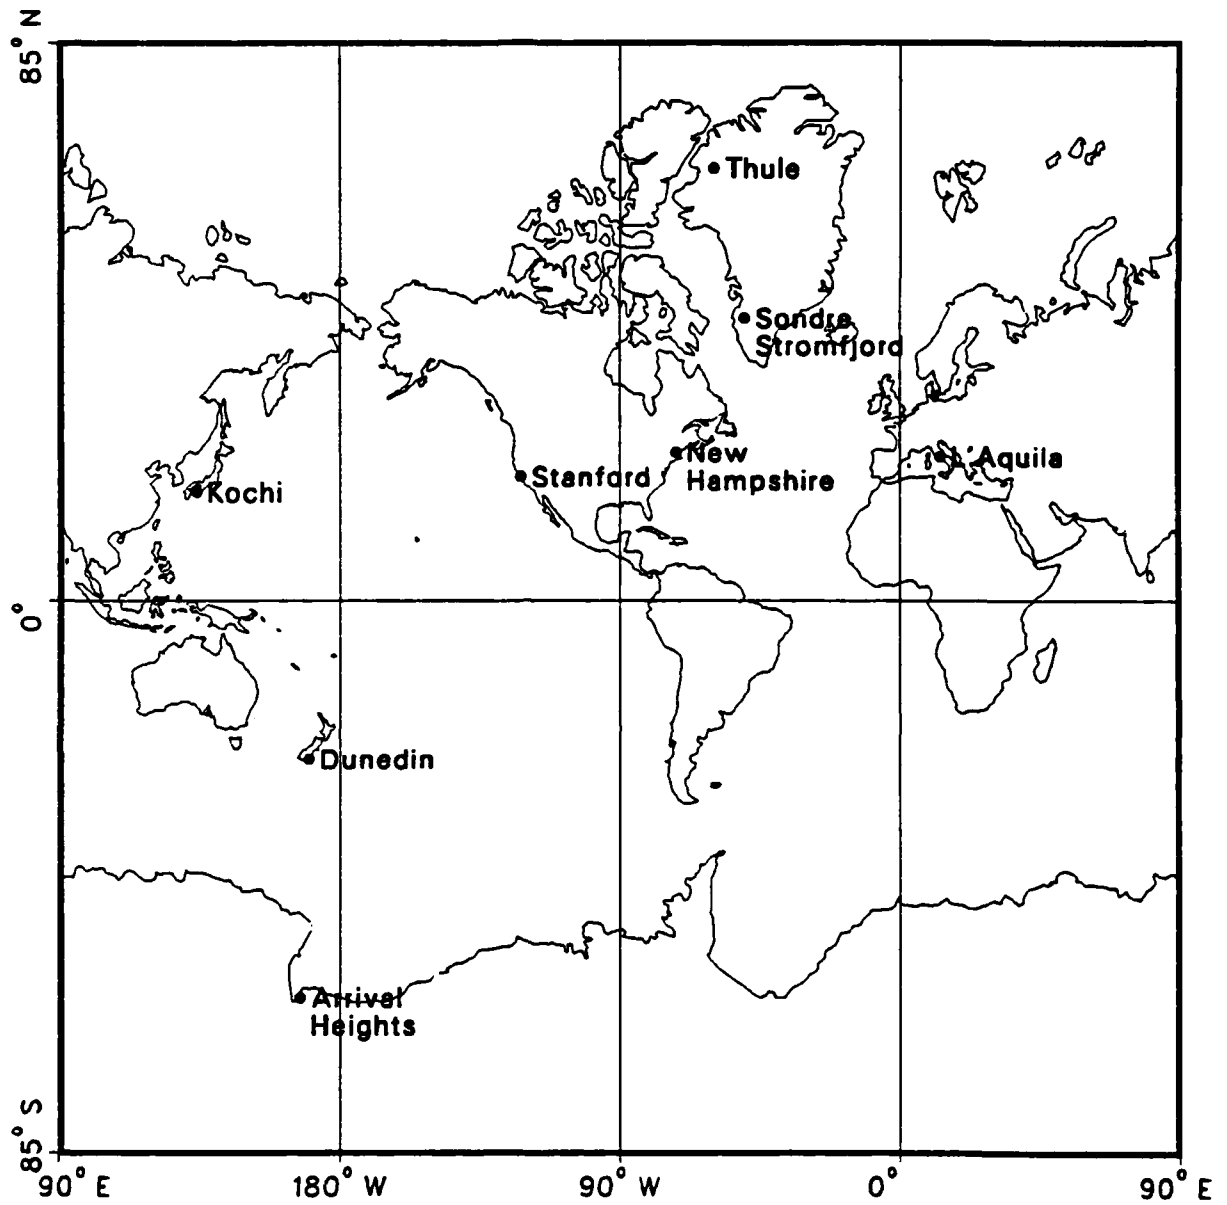 85° N
Thule
Sondre
Stromfjord
New
Hampshire
L'Aquila
Stanford
Kochi
0°
Dunedin
Arrival
Heights
85° S
90° E
180° W
90° W
0°
90° E